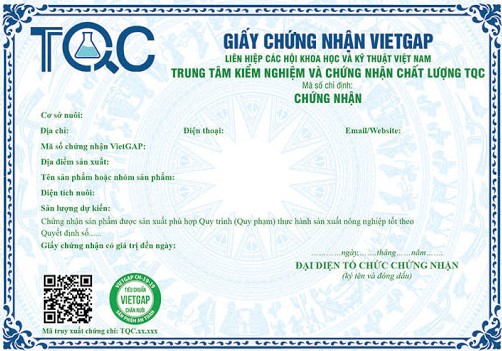 TQC
GIẤY CHỨNG NHẬN VIETGAP
LIÊN HIỆP CÁC HỘI KHOA HỌC VÀ KỸ THUẬT VIỆT NAM
TRUNG TÂM KIỂM NGHIỆM VÀ CHỨNG NHẬN CHẤT LƯỢNG TQC
Mã số chỉ định:
CHỨNG NHẬN
Cơ sở nuôi:
Địa chỉ: Điện thoại: Email/Website:
Mã số chứng nhận VietGAP:
Địa điểm sản xuất:
Tên sản phẩm hoặc nhóm sản phẩm:
Diện tích nuôi:
Sản lượng dự kiến:
Chứng nhận sản phẩm được sản xuất phù hợp Quy trình (Quy phạm) thực hành sản xuất nông nghiệp tốt theo
Quyết định số......
Giấy chứng nhận có giá trị đến ngày:
............ngày........tháng......năm......
ĐẠI DIỆN TỔ CHỨC CHỨNG NHẬN
(ký tên và đóng dấu)
TIÊU CHUẨN
VIETGAP
CHĂN NUÔI
Mã truy xuất chứng chỉ: TQC.xx.xxx